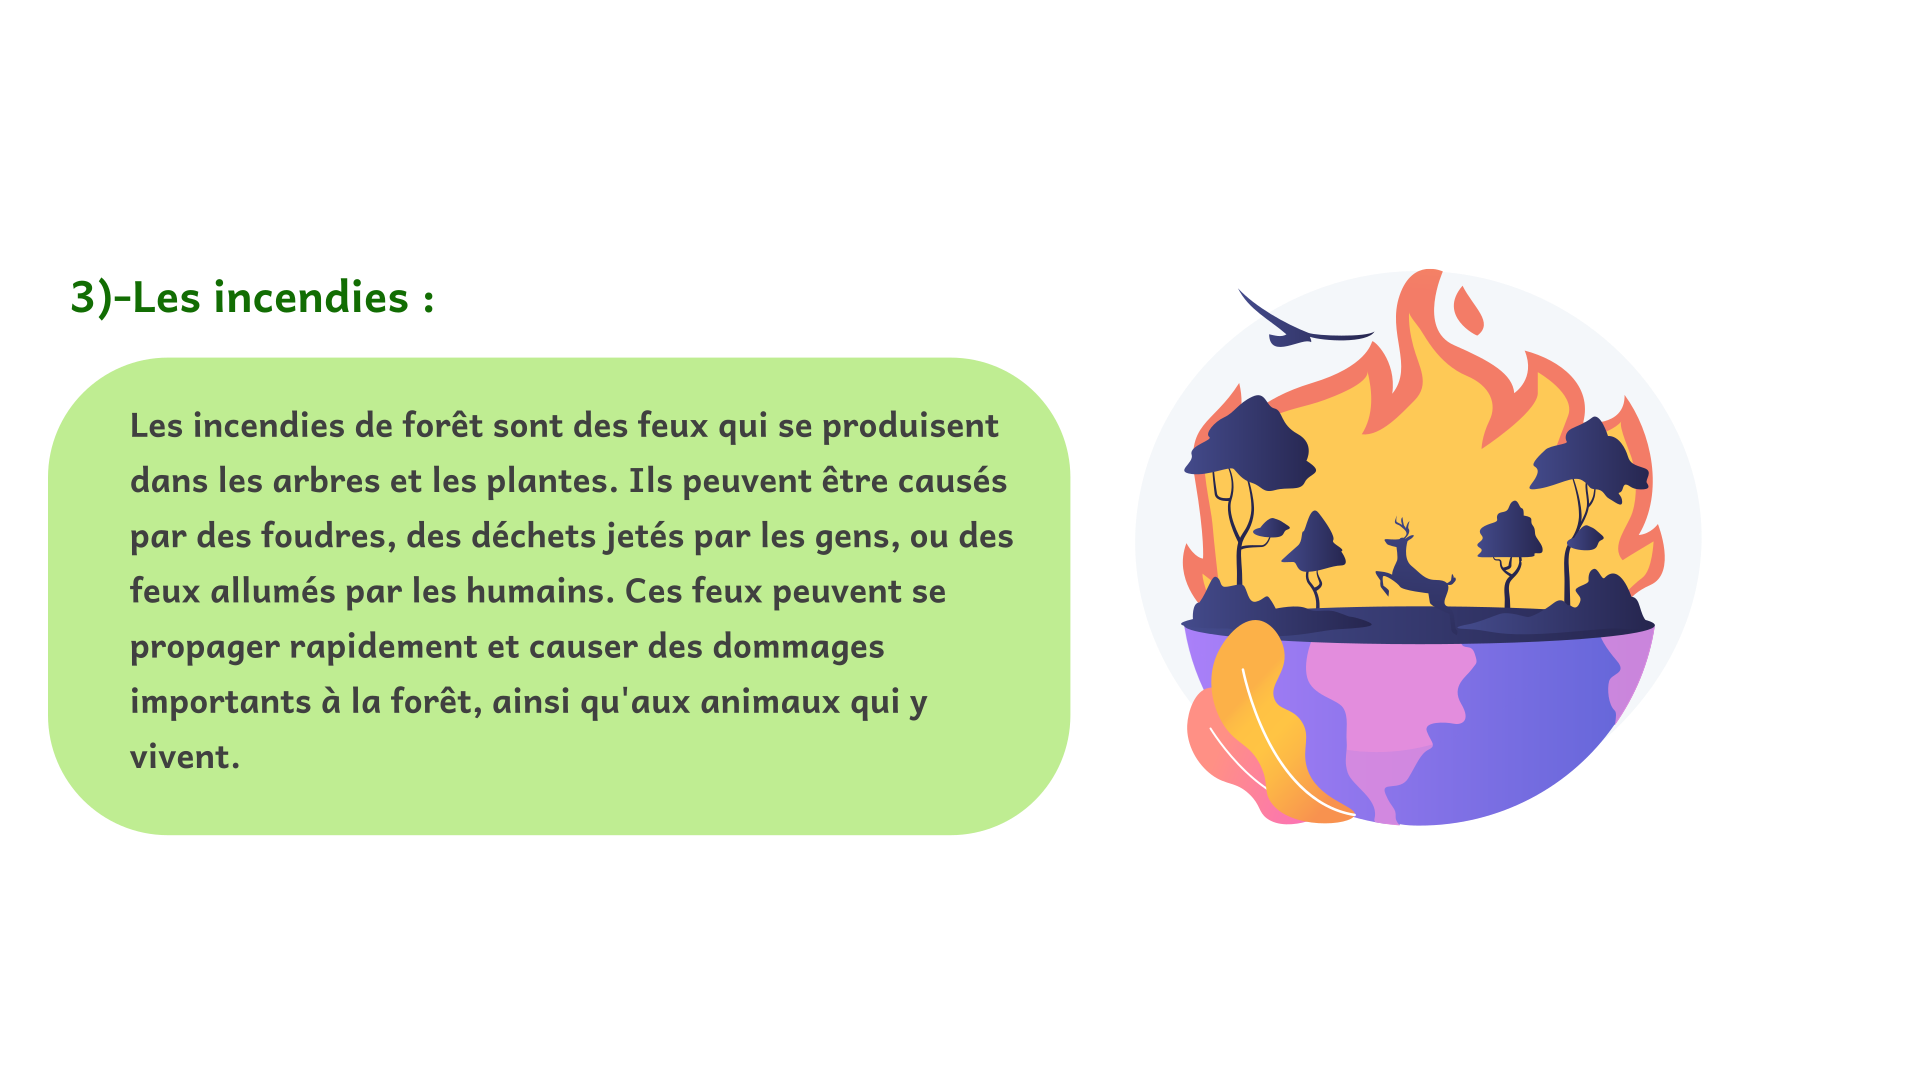 3)-Les incendies :
Les incendies de forêt sont des feux qui se produisent
dans les arbres et les plantes. Ils peuvent être causés
par des foudres, des déchets jetés par les gens, ou des
feux allumés par les humains. Ces feux peuvent se
propager rapidement et causer des dommages
importants à la forêt, ainsi qu'aux animaux qui y
vivent.